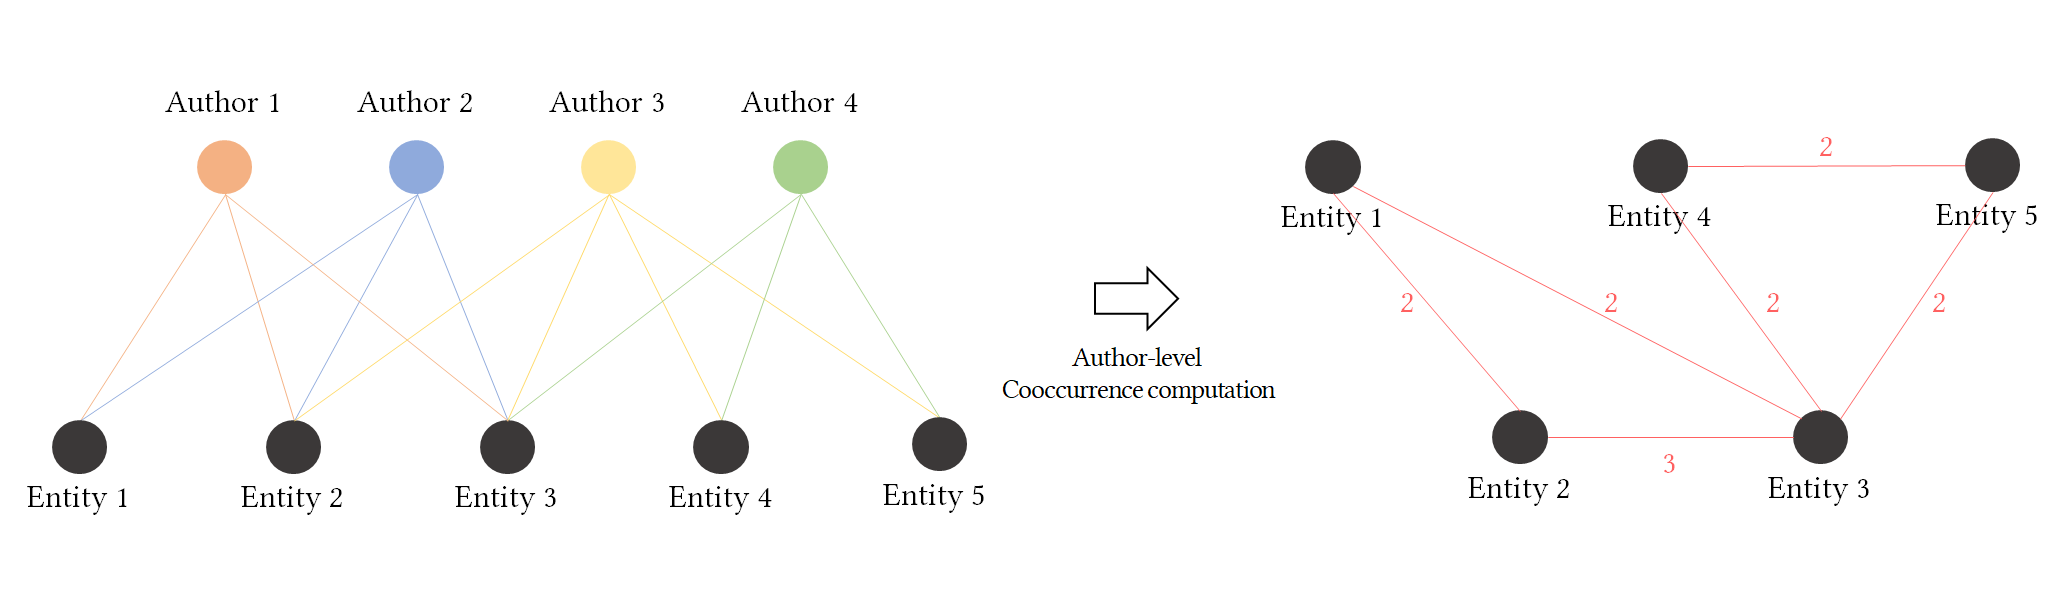 Author 1
Author 2
Author 3
Author 4
Entity 1
Entity 2
Entity 3
Entity 4
Entity 5
Author-level
Cooccurrence computation
2
Entity 1
Entity 4
Entity 5
2
2
2
2
3
Entity 2
Entity 3